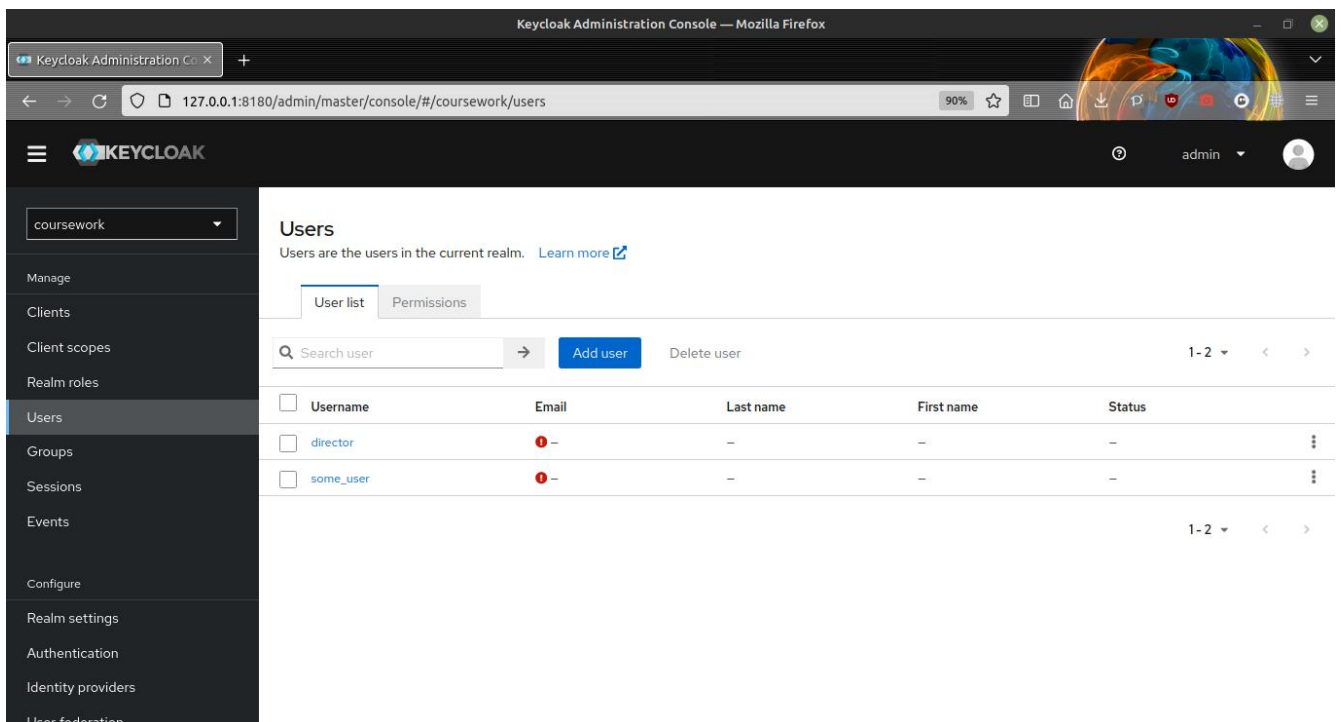 Keycloak Administration Console — Mozilla Firefox
Keycloak Administration Co
127.0.0.1:8180/admin/master/console/#/coursework/users
90%
KEYCLOAK
admin
coursework
Manage
Clients
Client scopes
Realm roles
Users
Groups
Sessions
Events
Configure
Realm settings
Authentication
Identity providers
User federation
Users
Users are the users in the current realm. Learn more
User list Permissions
Search user Add user Delete user 1-2
Username Email Last name First name Status
director – – – –
some_user – – – –
1-2